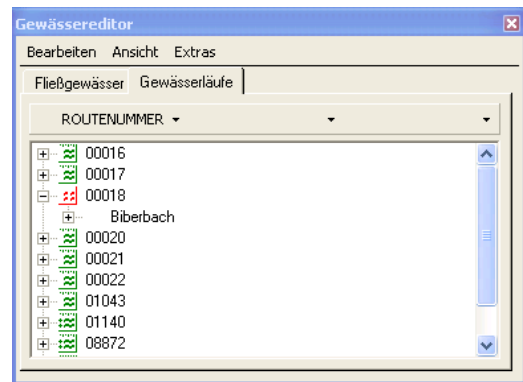 Gewässereditor
Bearbeiten Ansicht Extras
Fließgewässer Gewässerläufe
ROUTENUMMER
00016
00017
00018
Biberbach
00020
00021
00022
01043
01140
08872